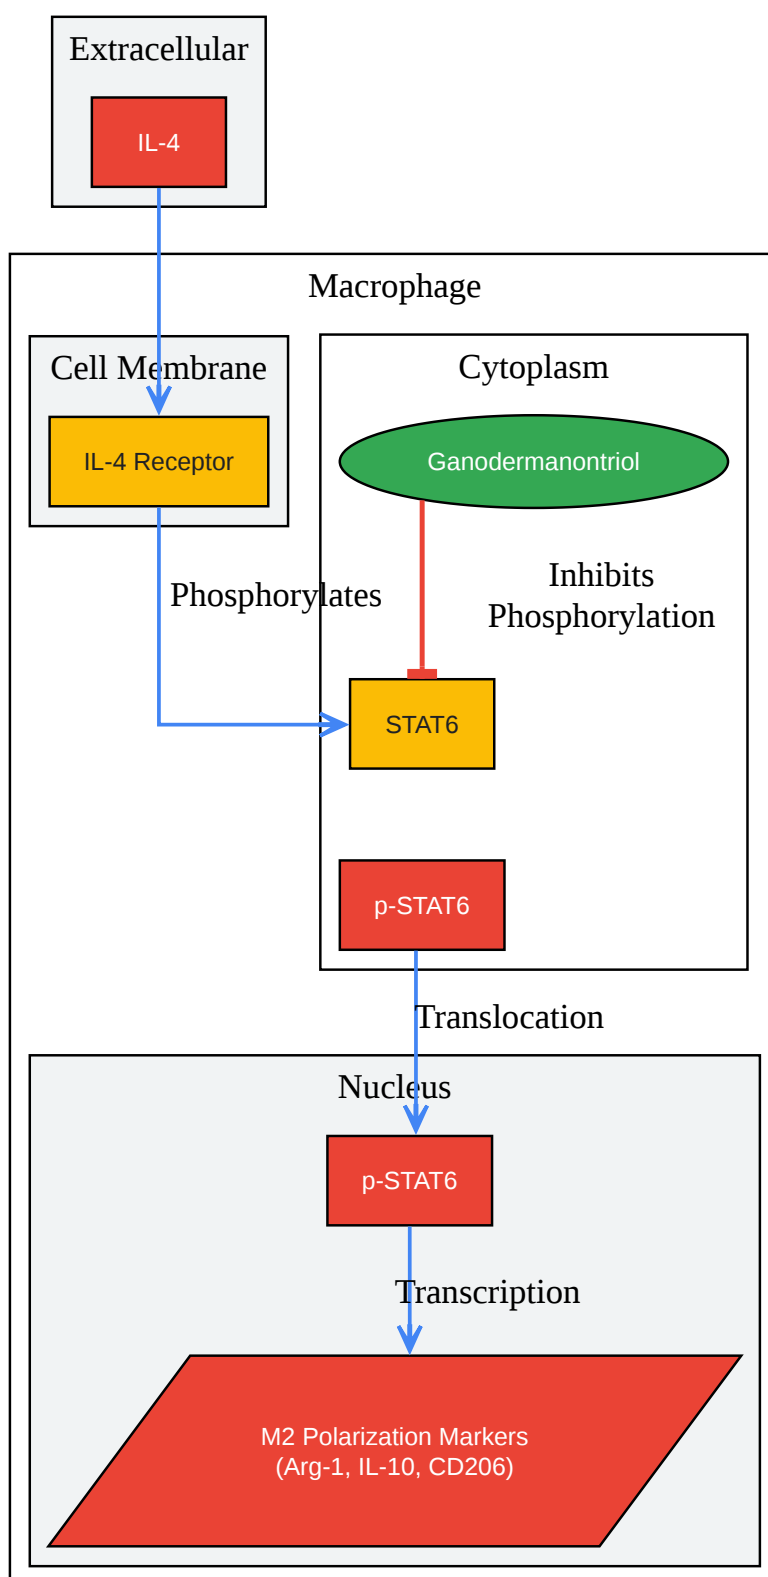 Extracellular
IL-4
Macrophage
Cell Membrane
Cytoplasm
IL-4 Receptor
Ganodermanontriol
Phosphorylates
Inhibits
Phosphorylation
STAT6
p-STAT6
Translocation
Nucleus
p-STAT6
Transcription
M2 Polarization Markers
(Arg-1, IL-10, CD206)